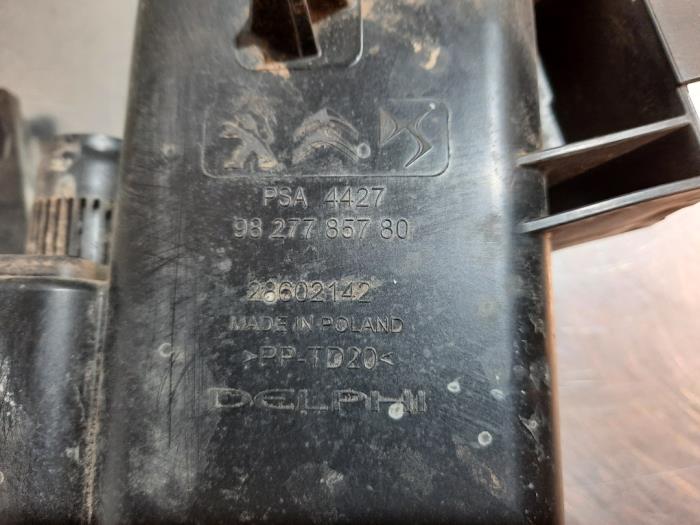 PSA 4427
98 277 857 80
28602142
MADE IN POLAND
>PP-TD20<
DELPHI